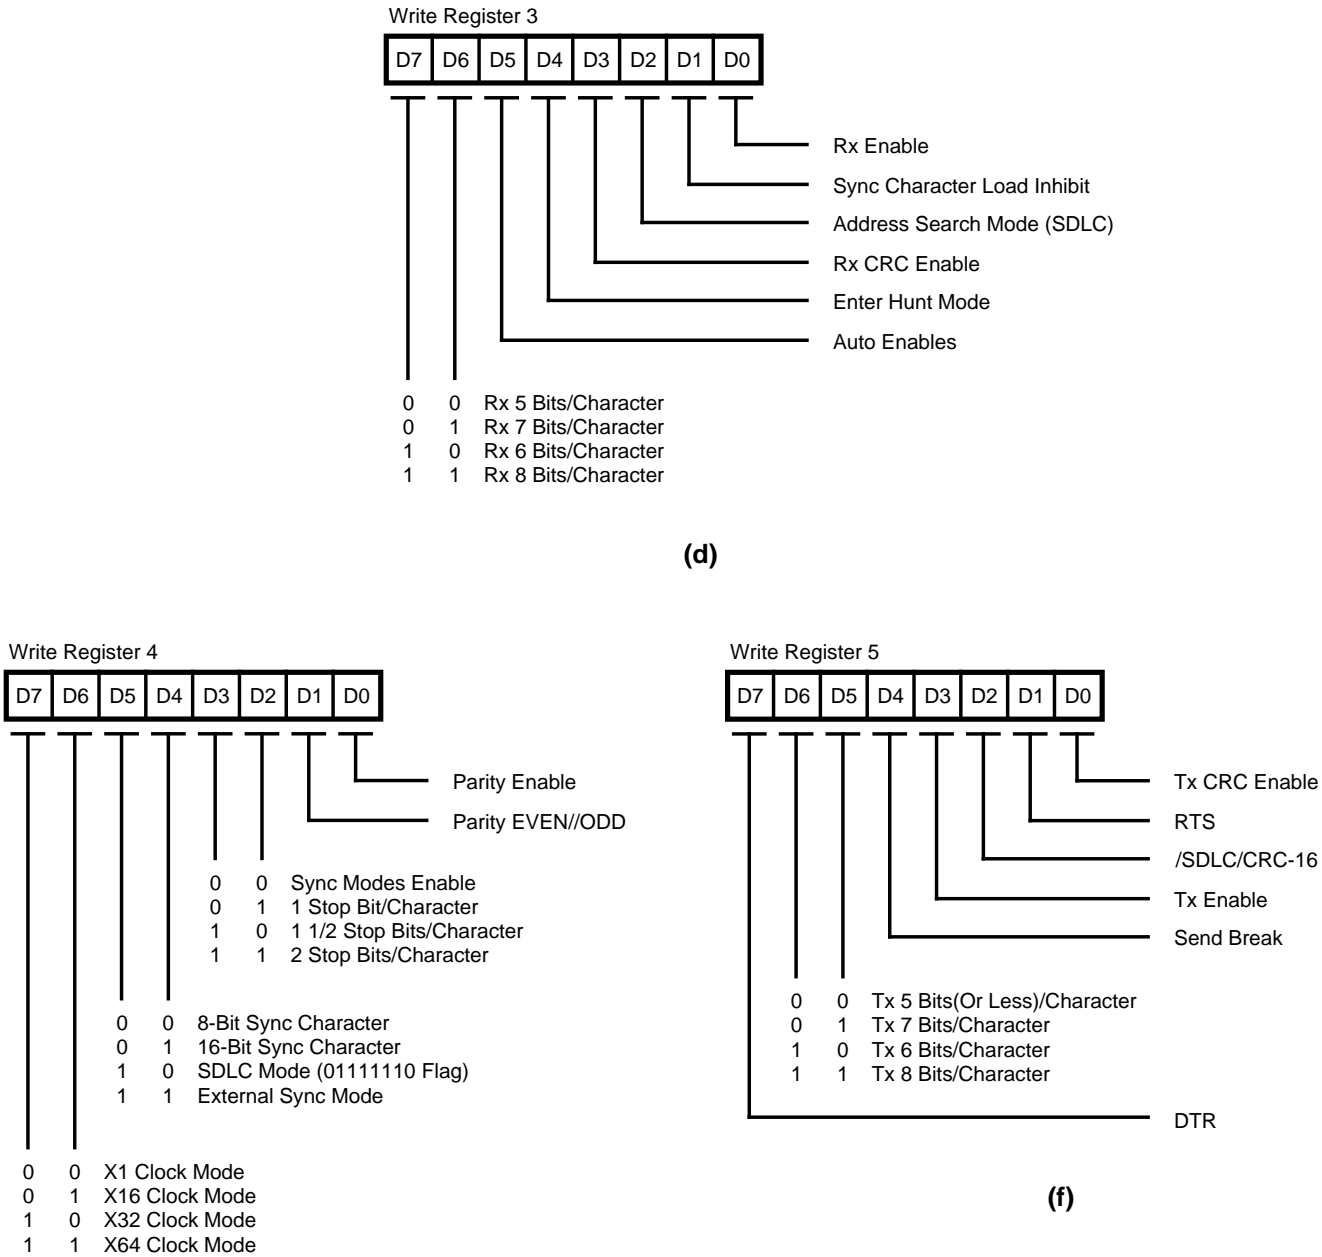 Write Register 3
D7 D6 D5 D4 D3 D2 D1 D0
Rx Enable
Sync Character Load Inhibit
Address Search Mode (SDLC)
Rx CRC Enable
Enter Hunt Mode
Auto Enables
0 0 Rx 5 Bits/Character
0 1 Rx 7 Bits/Character
1 0 Rx 6 Bits/Character
1 1 Rx 8 Bits/Character
(d)
Write Register 4
D7 D6 D5 D4 D3 D2 D1 D0
Parity Enable
Parity EVEN//ODD
0 0 Sync Modes Enable
0 1 1 Stop Bit/Character
1 0 1 1/2 Stop Bits/Character
1 1 2 Stop Bits/Character
0 0 8-Bit Sync Character
0 1 16-Bit Sync Character
1 0 SDLC Mode (01111110 Flag)
1 1 External Sync Mode
0 0 X1 Clock Mode
0 1 X16 Clock Mode
1 0 X32 Clock Mode
1 1 X64 Clock Mode
Write Register 5
D7 D6 D5 D4 D3 D2 D1 D0
Tx CRC Enable
RTS
/SDLC/CRC-16
Tx Enable
Send Break
0 0 Tx 5 Bits(Or Less)/Character
0 1 Tx 7 Bits/Character
1 0 Tx 6 Bits/Character
1 1 Tx 8 Bits/Character
DTR
(f)